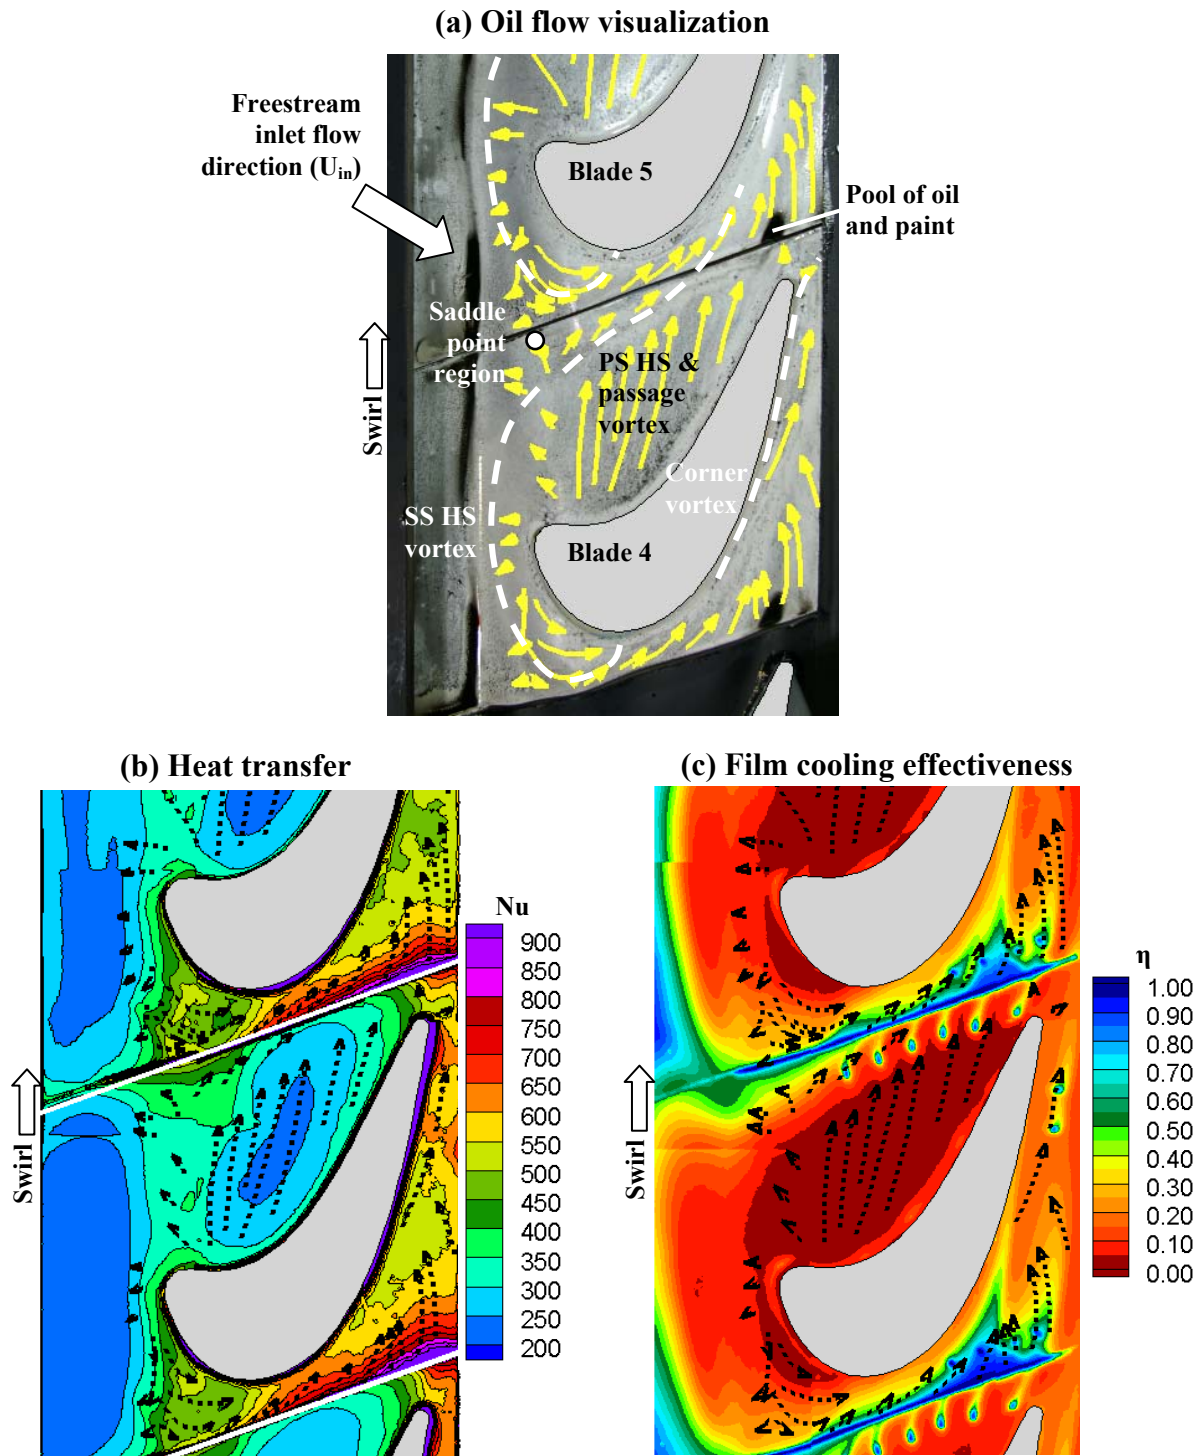 (a) Oil flow visualization
Freestream
inlet flow
direction (Uin)
Blade 5
Pool of oil
and paint
Saddle
point
region
PS HS &
passage
vortex
Swirl
SS HS
vortex
Corner
vortex
Blade 4
(b) Heat transfer
Nu
900
850
800
750
700
650
600
550
500
450
400
350
300
250
200
Swirl
(c) Film cooling effectiveness
η
1.00
0.90
0.80
0.70
0.60
0.50
0.40
0.30
0.20
0.10
0.00
Swirl